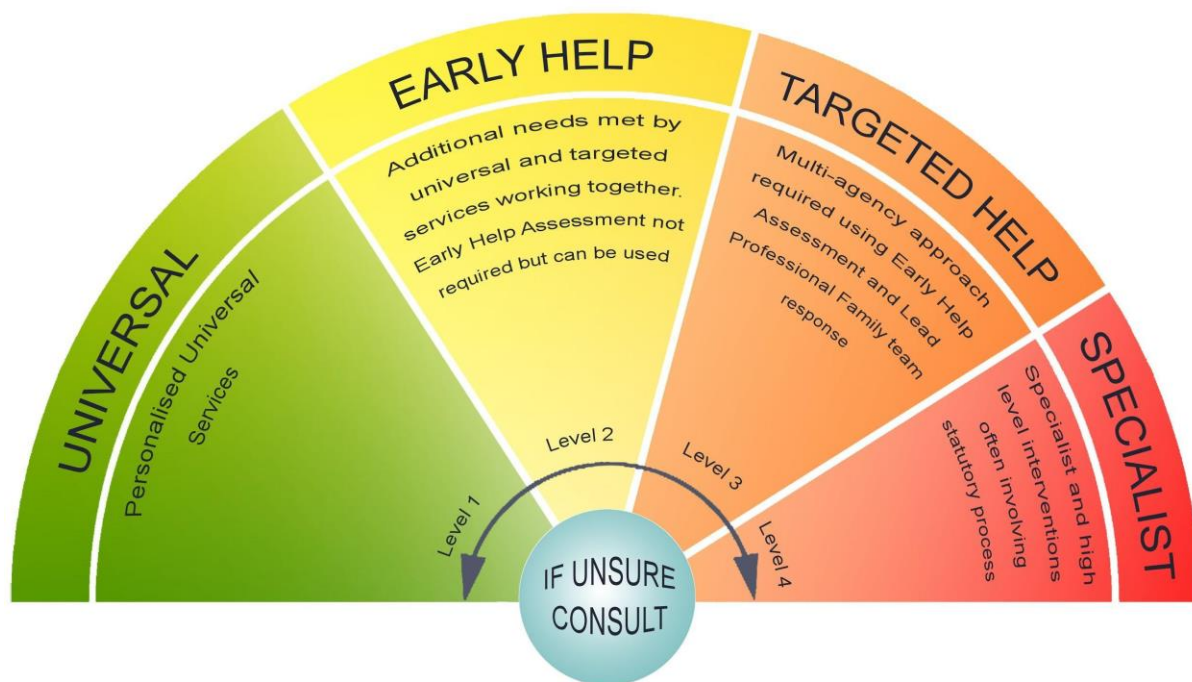 UNIVERSAL
Personalised Universal
Services
Level 1
EARLY HELP
Additional needs met by
universal and targeted
services working together.
Early Help Assessment not
required but can be used
Level 2
TARGETED HELP
Multi-agency approach
required using Early Help
Assessment and Lead
Professional Family team
response
Level 3
SPECIALIST
Specialist and high
level interventions
often involving
statutory process
Level 4
IF UNSURE
CONSULT